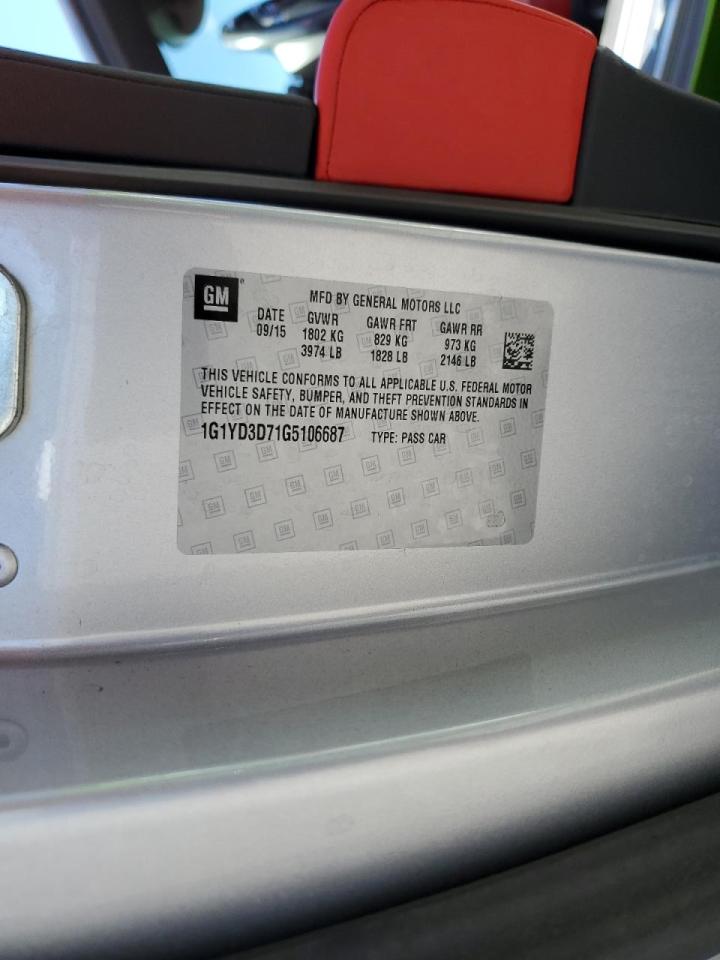 GM ®
MFD BY GENERAL MOTORS LLC
DATE GVWR GAWR FRT GAWR RR
09/15 1802 KG 829 KG 973 KG
3974 LB 1828 LB 2146 LB
THIS VEHICLE CONFORMS TO ALL APPLICABLE U.S. FEDERAL MOTOR
VEHICLE SAFETY, BUMPER, AND THEFT PREVENTION STANDARDS IN
EFFECT ON THE DATE OF MANUFACTURE SHOWN ABOVE.
1G1YD3D71G5106687 TYPE: PASS CAR